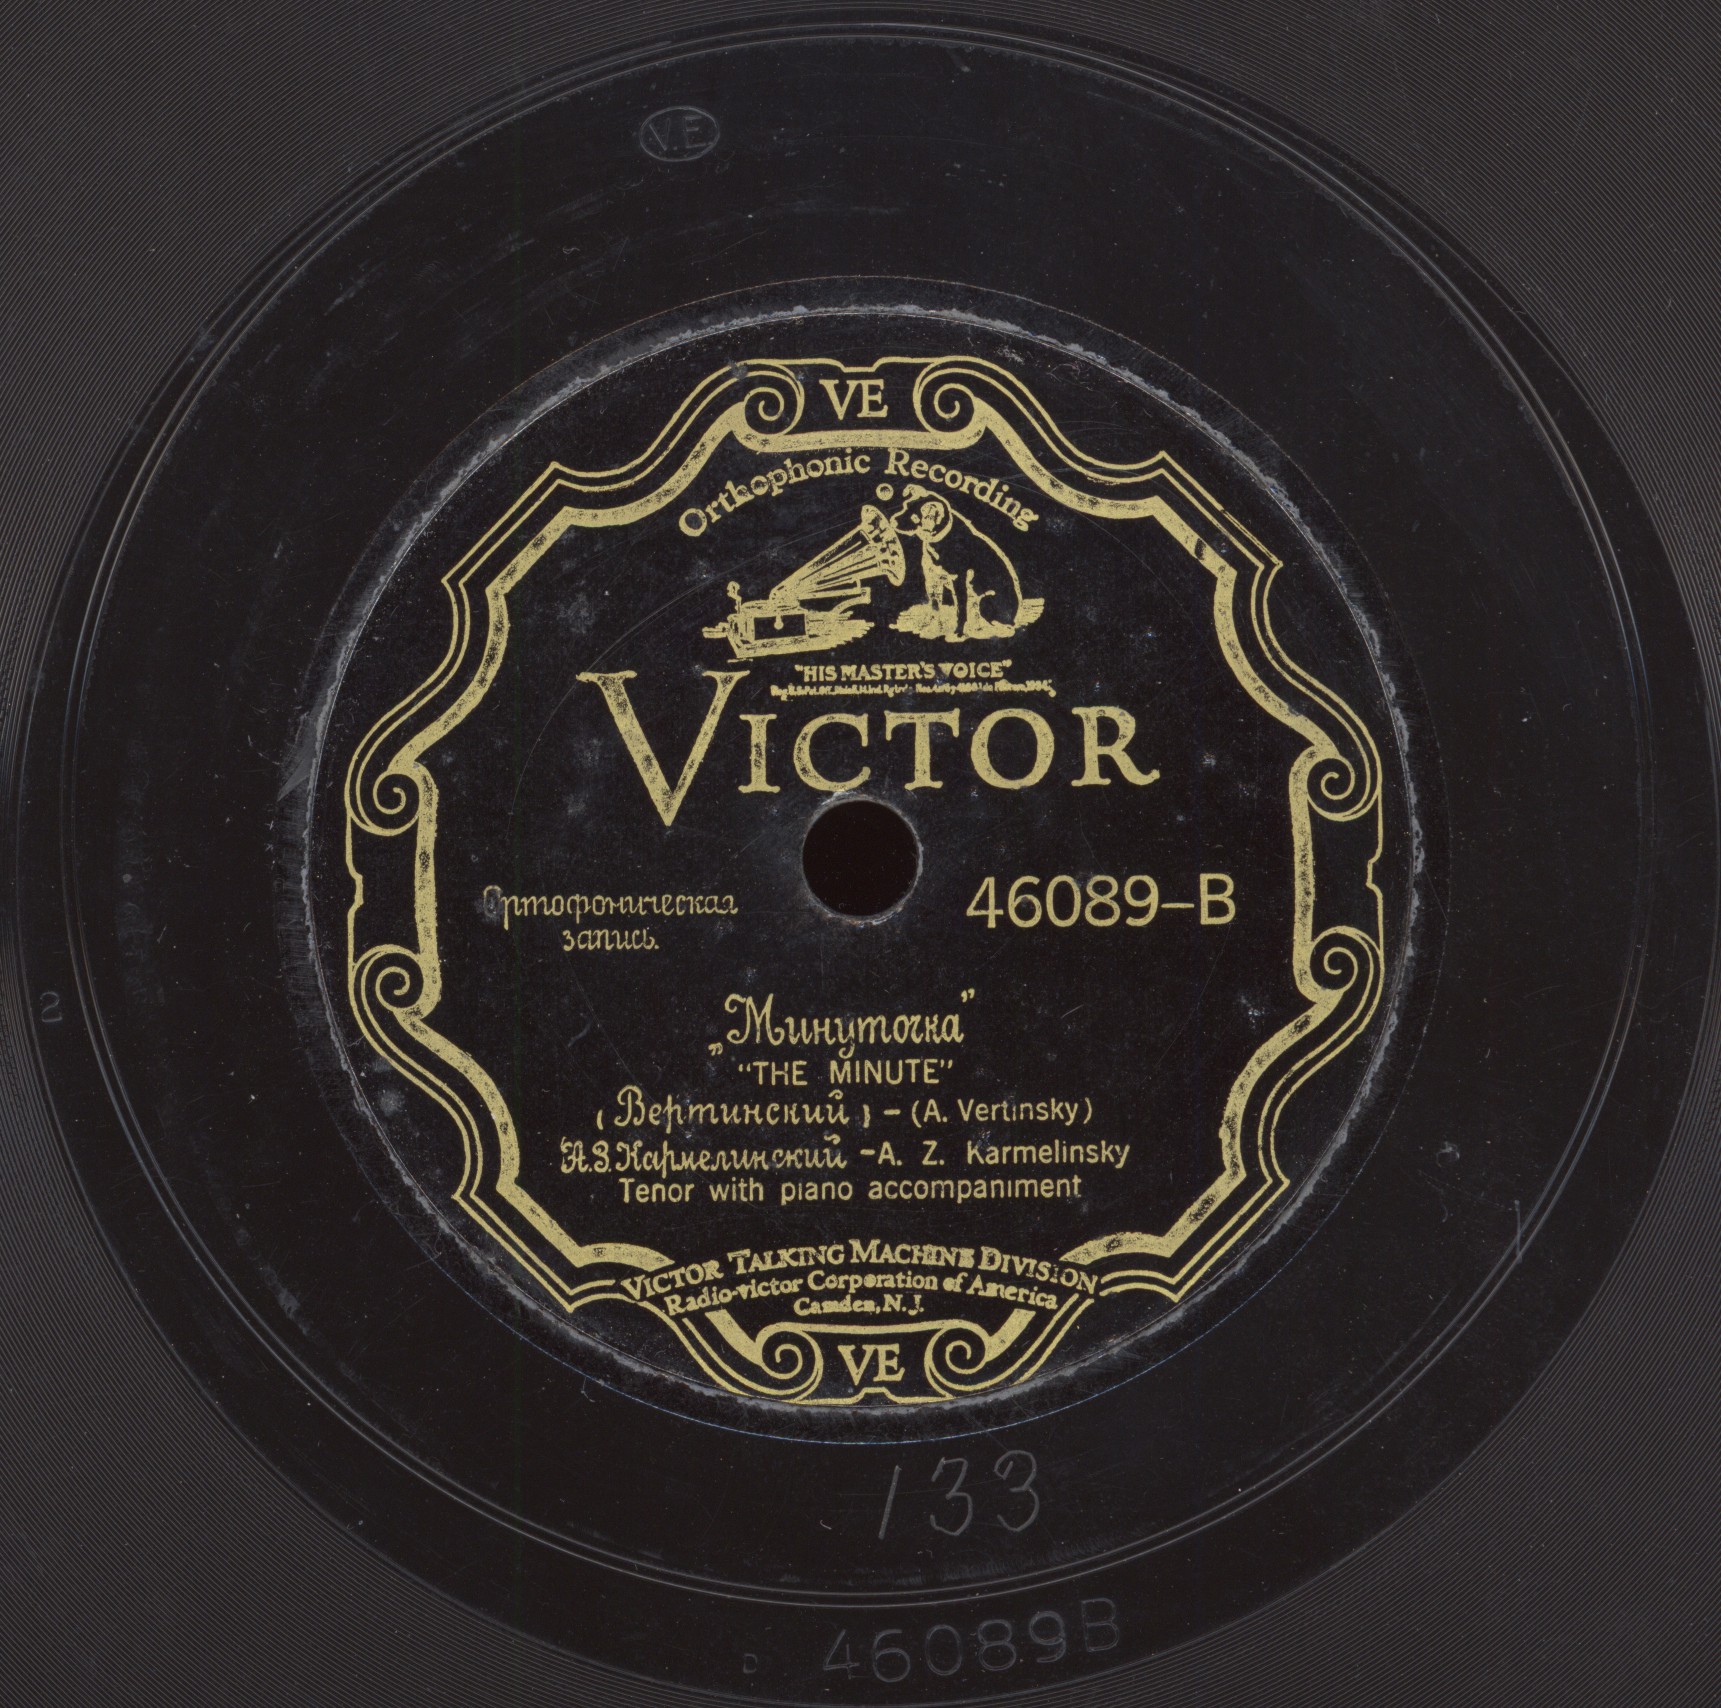 V.E
VE
Orthophonic Recording
"HIS MASTER'S VOICE"
VICTOR
Ортофоническая
запись.
46089-B
„Минуточка”
"THE MINUTE"
(Вертинский) - (A. Vertinsky)
А.З.Кармелинский - A. Z. Karmelinsky
Tenor with piano accompaniment
VICTOR TALKING MACHINE DIVISION
Radio-Victor Corporation of America
Camden, N. J.
VE
2
133
46089B